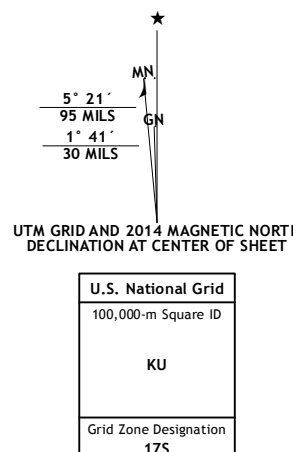 ★
MN.
5° 21´
95 MILS
GN
1° 41´
30 MILS
UTM GRID AND 2014 MAGNETIC NORTH
DECLINATION AT CENTER OF SHEET
U.S. National Grid
100,000-m Square ID
KU
Grid Zone Designation
17S